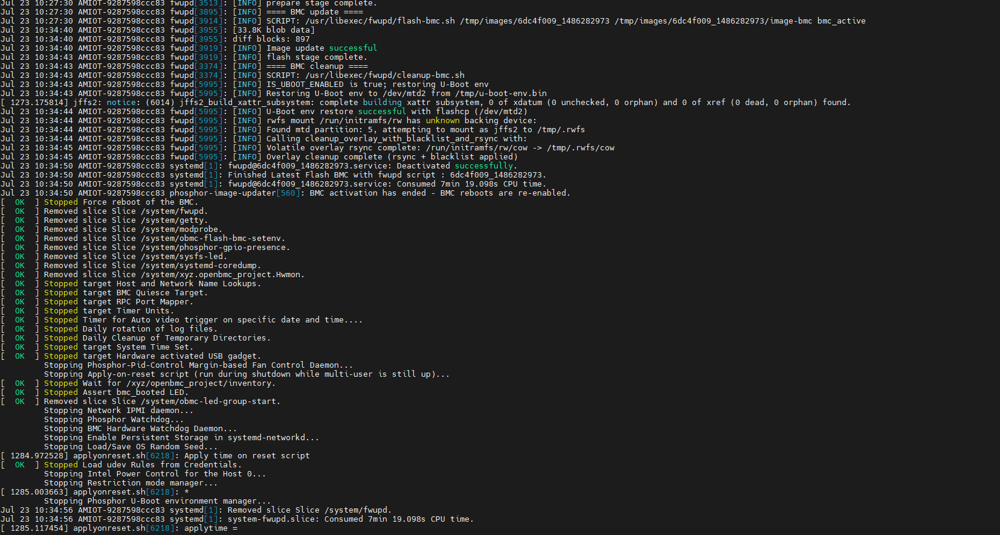 Jul 23 10:27:30 AMIOT-9287598ccc83 fwupd[3513]: [INFO] prepare stage complete.
Jul 23 10:27:30 AMIOT-9287598ccc83 fwupd[3895]: [INFO] ==== BMC update ====
Jul 23 10:27:30 AMIOT-9287598ccc83 fwupd[3914]: [INFO] SCRIPT: /usr/libexec/fwupd/flash-bmc.sh /tmp/images/6dc4f009_1486282973 /tmp/images/6dc4f009_1486282973/image-bmc bmc_active
Jul 23 10:34:40 AMIOT-9287598ccc83 fwupd[3955]: [33.8K blob data]
Jul 23 10:34:40 AMIOT-9287598ccc83 fwupd[3955]: diff blocks: 897
Jul 23 10:34:40 AMIOT-9287598ccc83 fwupd[3919]: [INFO] Image update successful
Jul 23 10:34:43 AMIOT-9287598ccc83 fwupd[3919]: [INFO] flash stage complete.
Jul 23 10:34:43 AMIOT-9287598ccc83 fwupd[3374]: [INFO] ==== BMC cleanup ====
Jul 23 10:34:43 AMIOT-9287598ccc83 fwupd[3374]: [INFO] SCRIPT: /usr/libexec/fwupd/cleanup-bmc.sh
Jul 23 10:34:43 AMIOT-9287598ccc83 fwupd[5995]: [INFO] IS_UBOOT_ENABLED is true; restoring U-Boot env
Jul 23 10:34:43 AMIOT-9287598ccc83 fwupd[5995]: [INFO] Restoring U-Boot env to /dev/mtd2 from /tmp/u-boot-env.bin
[ 1273.175814] jffs2: notice: (6014) jffs2_build_xattr_subsystem: complete building xattr subsystem, 0 of xdatum (0 unchecked, 0 orphan) and 0 of xref (0 dead, 0 orphan) found.
Jul 23 10:34:44 AMIOT-9287598ccc83 fwupd[5995]: [INFO] U-Boot env restore successful with flashcp (/dev/mtd2)
Jul 23 10:34:44 AMIOT-9287598ccc83 fwupd[5995]: [INFO] rwfs mount /run/initramfs/rw has unknown backing device:
Jul 23 10:34:44 AMIOT-9287598ccc83 fwupd[5995]: [INFO] Found mtd partition: 5, attempting to mount as jffs2 to /tmp/.rwfs
Jul 23 10:34:44 AMIOT-9287598ccc83 fwupd[5995]: [INFO] Calling cleanup_overlay_with_blacklist_and_rsync with:
Jul 23 10:34:45 AMIOT-9287598ccc83 fwupd[5995]: [INFO] Volatile overlay rsync complete: /run/initramfs/rw/cow -> /tmp/.rwfs/cow
Jul 23 10:34:45 AMIOT-9287598ccc83 fwupd[5995]: [INFO] Overlay cleanup complete (rsync + blacklist applied)
Jul 23 10:34:50 AMIOT-9287598ccc83 systemd[1]: fwupd@6dc4f009_1486282973.service: Deactivated successfully.
Jul 23 10:34:50 AMIOT-9287598ccc83 systemd[1]: Finished Latest Flash BMC with fwupd script : 6dc4f009_1486282973.
Jul 23 10:34:50 AMIOT-9287598ccc83 systemd[1]: fwupd@6dc4f009_1486282973.service: Consumed 7min 19.098s CPU time.
Jul 23 10:34:50 AMIOT-9287598ccc83 phosphor-image-updater[560]: BMC activation has ended - BMC reboots are re-enabled.
[  OK  ] Stopped Force reboot of the BMC.
[  OK  ] Removed slice Slice /system/fwupd.
[  OK  ] Removed slice Slice /system/getty.
[  OK  ] Removed slice Slice /system/modprobe.
[  OK  ] Removed slice Slice /system/obmc-flash-bmc-setenv.
[  OK  ] Removed slice Slice /system/phosphor-gpio-presence.
[  OK  ] Removed slice Slice /system/sysfs-led.
[  OK  ] Removed slice Slice /system/systemd-coredump.
[  OK  ] Removed slice Slice /system/xyz.openbmc_project.Hwmon.
[  OK  ] Stopped target Host and Network Name Lookups.
[  OK  ] Stopped target BMC Quiesce Target.
[  OK  ] Stopped target RPC Port Mapper.
[  OK  ] Stopped target Timer Units.
[  OK  ] Stopped Timer for Auto video trigger on specific date and time....
[  OK  ] Stopped Daily rotation of log files.
[  OK  ] Stopped Daily Cleanup of Temporary Directories.
[  OK  ] Stopped target System Time Set.
[  OK  ] Stopped target Hardware activated USB gadget.
Stopping Phosphor-Pid-Control Margin-based Fan Control Daemon...
Stopping Apply-on-reset script (run during shutdown while multi-user is still up)...
[  OK  ] Stopped Wait for /xyz/openbmc_project/inventory.
[  OK  ] Stopped Assert bmc_booted LED.
[  OK  ] Removed slice Slice /system/obmc-led-group-start.
Stopping Network IPMI daemon...
Stopping Phosphor Watchdog...
Stopping BMC Hardware Watchdog Daemon...
Stopping Enable Persistent Storage in systemd-networkd...
Stopping Load/Save OS Random Seed...
[ 1284.972528] applyonreset.sh[6218]: Apply time on reset script
[  OK  ] Stopped Load udev Rules from Credentials.
Stopping Intel Power Control for the Host 0...
Stopping Restriction mode manager...
[ 1285.003663] applyonreset.sh[6218]: *
Stopping Phosphor U-Boot environment manager...
Jul 23 10:34:56 AMIOT-9287598ccc83 systemd[1]: Removed slice Slice /system/fwupd.
Jul 23 10:34:56 AMIOT-9287598ccc83 systemd[1]: system-fwupd.slice: Consumed 7min 19.098s CPU time.
[ 1285.117454] applyonreset.sh[6218]: applytime =